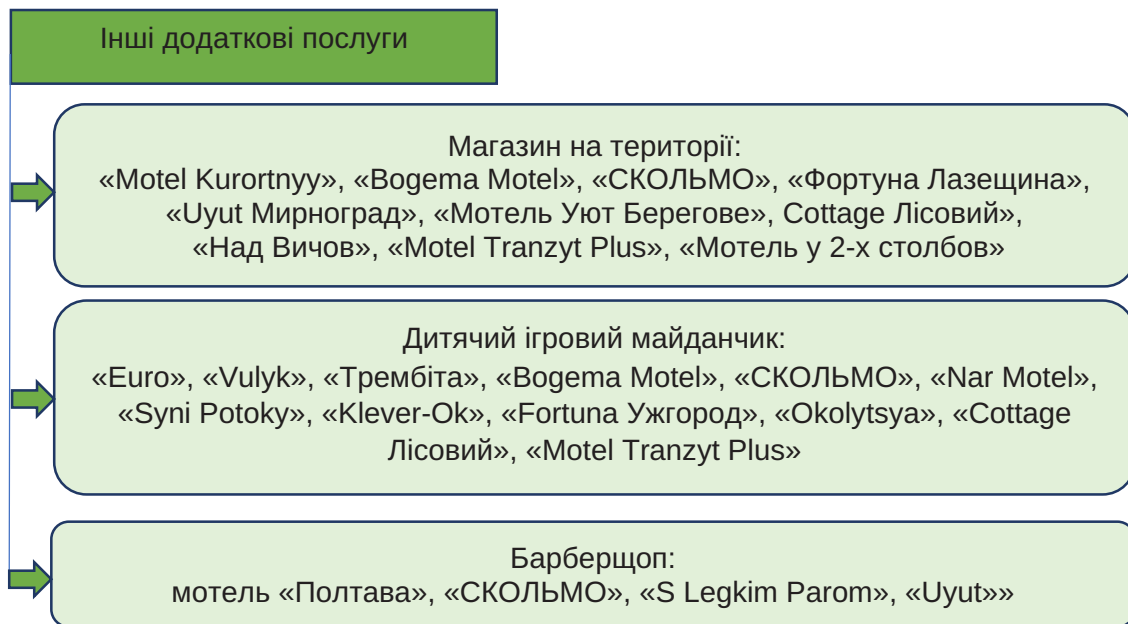 Інші додаткові послуги
Магазин на території:
«Motel Kurortnyy», «Bogema Motel», «СКОЛЬМО», «Фортуна Лазещина»,
«Uyut Мирноград», «Мотель Уют Берегове», Cottage Лісовий»,
«Над Вичов», «Motel Tranzyt Plus», «Мотель у 2-х столбов»
Дитячий ігровий майданчик:
«Euro», «Vulyk», «Трембіта», «Bogema Motel», «СКОЛЬМО», «Nar Motel»,
«Syni Potoky», «Klever-Ok», «Fortuna Ужгород», «Okolytsya», «Cottage
Лісовий», «Motel Tranzyt Plus»
Барберщоп:
мотель «Полтава», «СКОЛЬМО», «S Legkim Parom», «Uyut»»